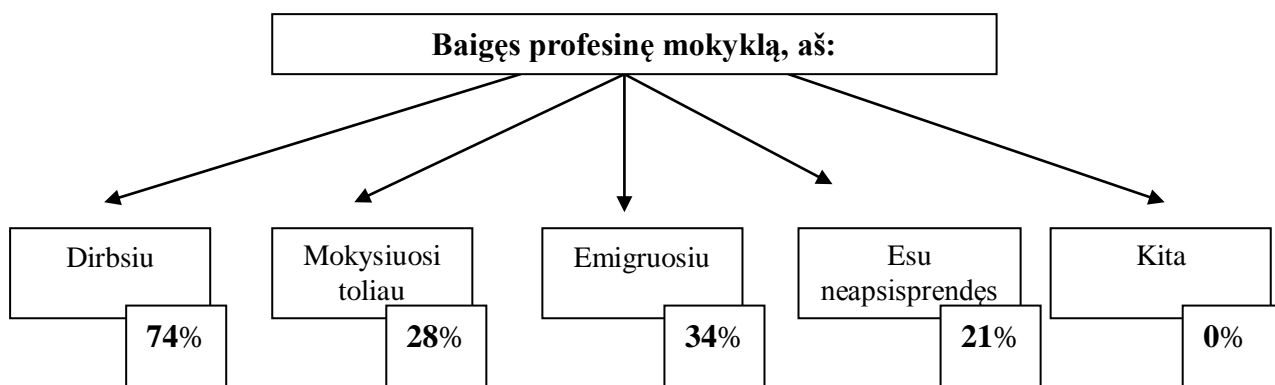 Baigęs profesinę mokyklą, aš:
Dirbsiu
74%
Mokysiuosi
toliau
28%
Emigruosiu
34%
Esu
neapsisprendęs
21%
Kita
0%